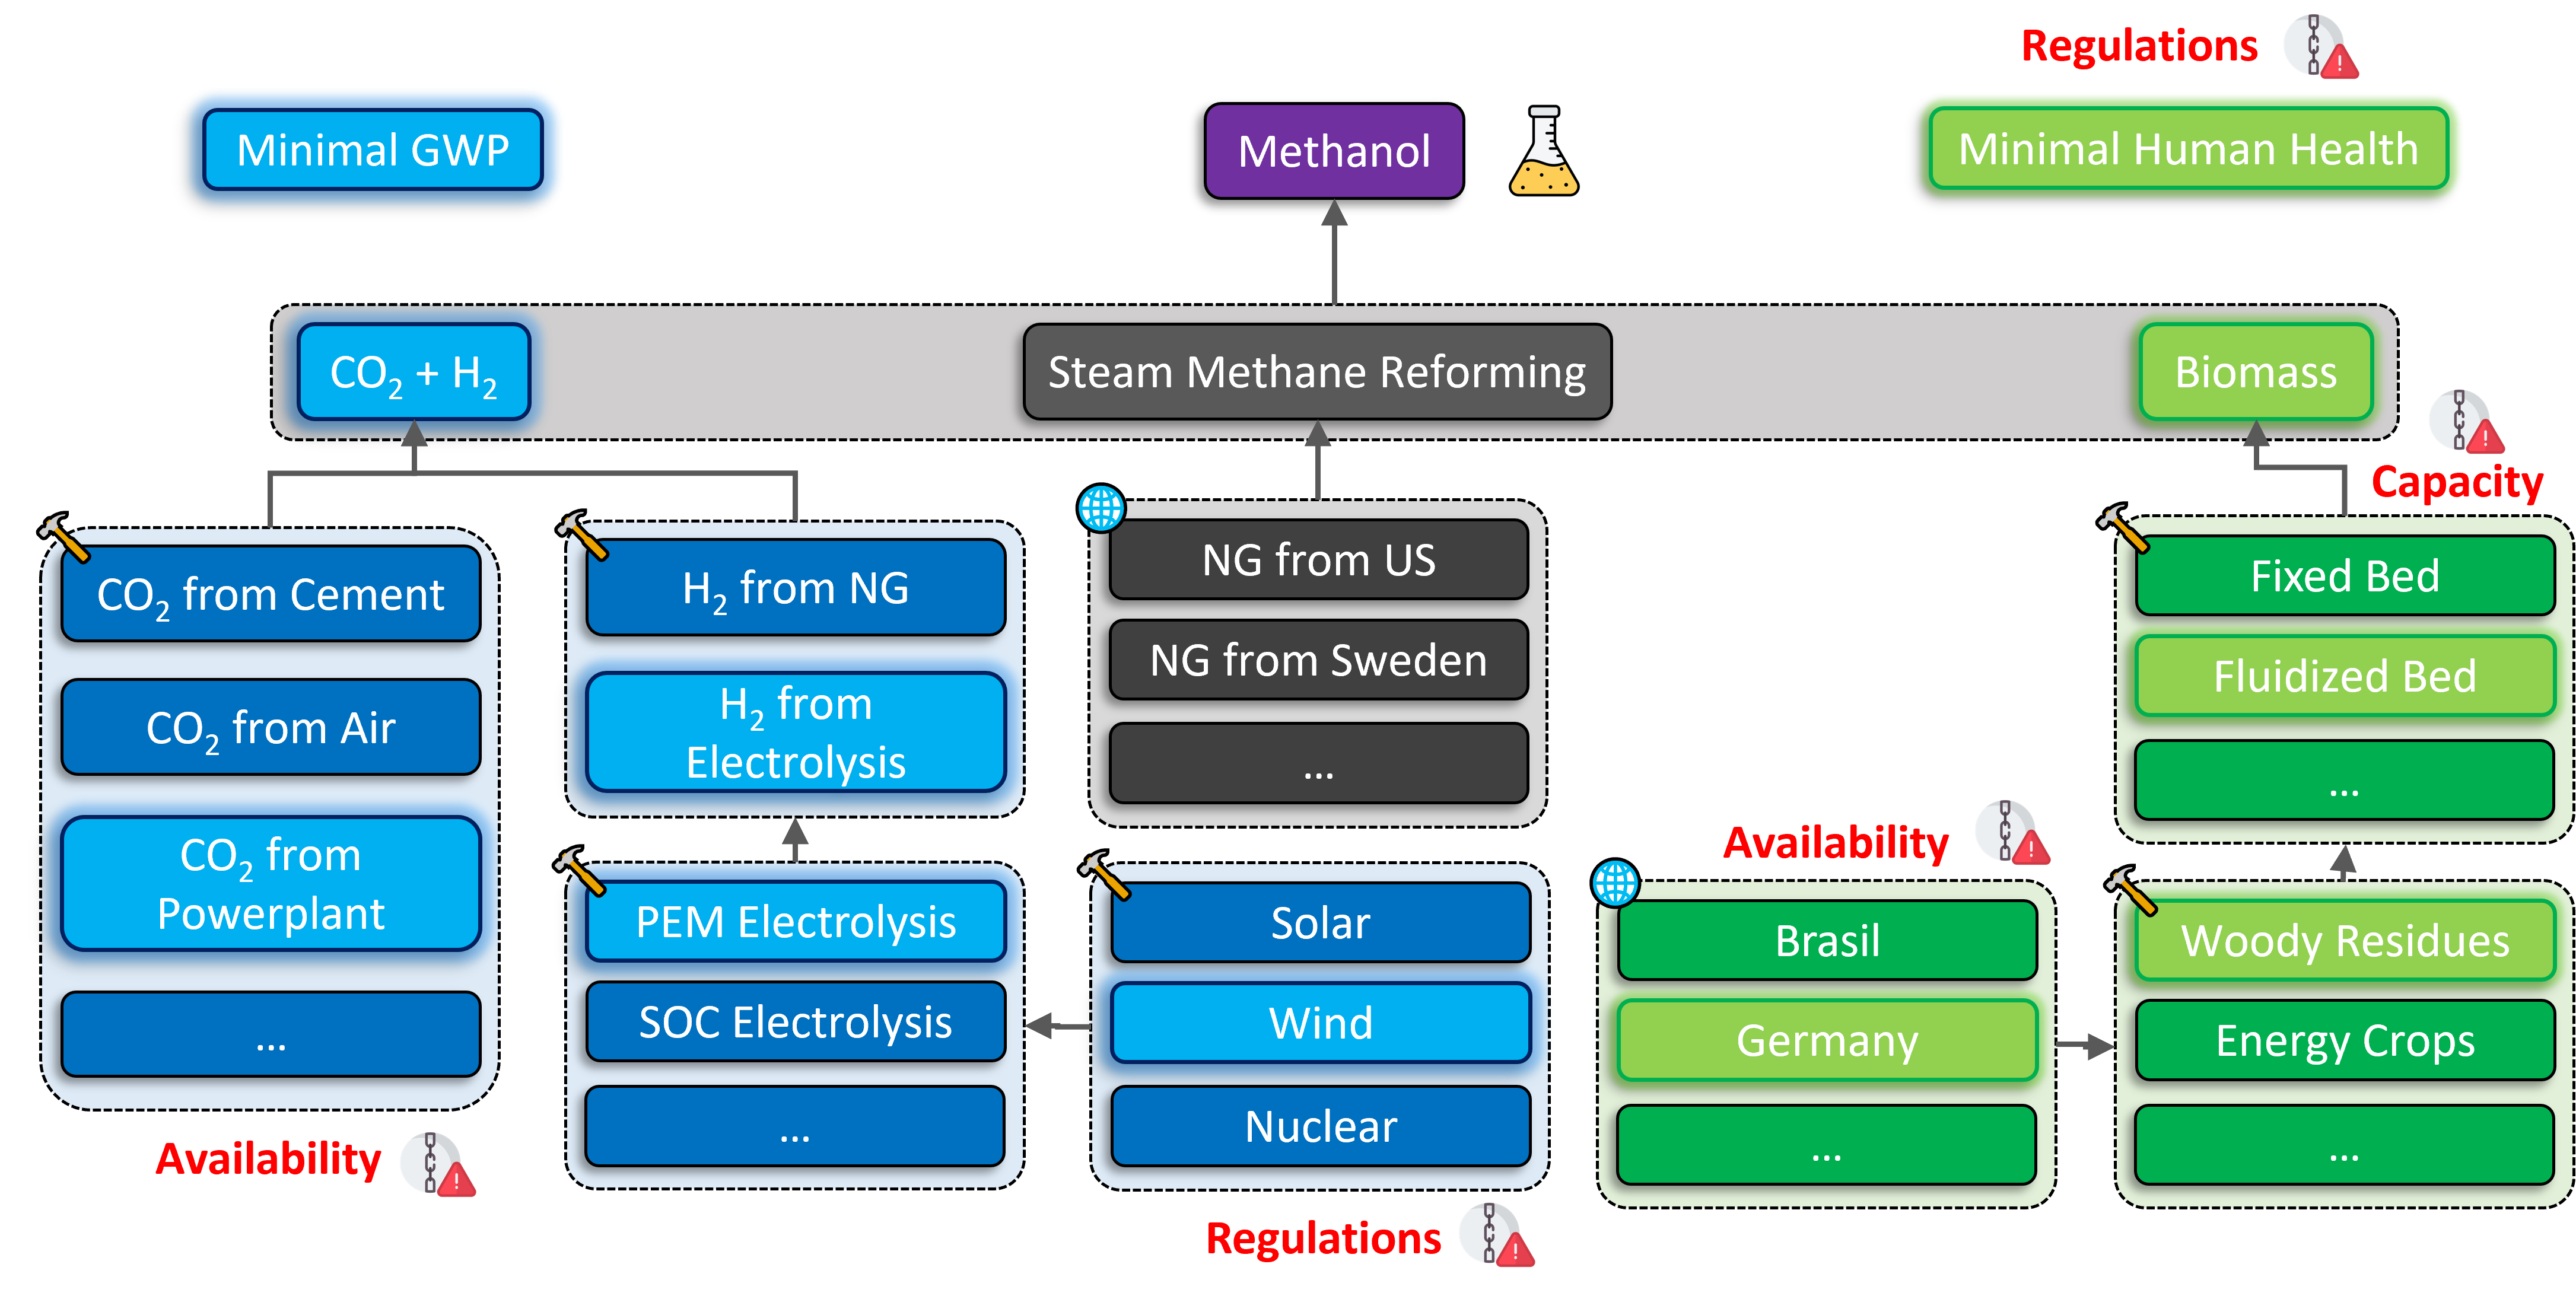 Regulations
Minimal GWP
Methanol
Minimal Human Health
CO₂ + H₂
Steam Methane Reforming
Biomass
Capacity
CO₂ from Cement
CO₂ from Air
CO₂ from
Powerplant
...
Availability
H₂ from NG
H₂ from
Electrolysis
PEM Electrolysis
SOC Electrolysis
...
NG from US
NG from Sweden
...
Solar
Wind
Nuclear
Regulations
Availability
Brasil
Germany
...
Fixed Bed
Fluidized Bed
...
Woody Residues
Energy Crops
...